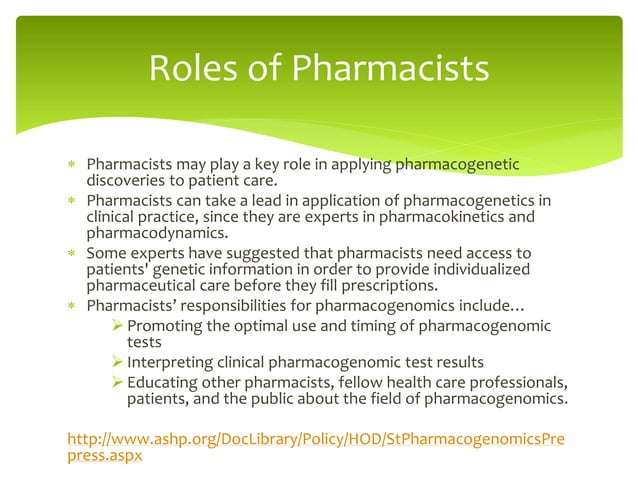 Roles of Pharmacists
Pharmacists may play a key role in applying pharmacogenetic
discoveries to patient care.
Pharmacists can take a lead in application of pharmacogenetics in
clinical practice, since they are experts in pharmacokinetics and
pharmacodynamics.
Some experts have suggested that pharmacists need access to
patients' genetic information in order to provide individualized
pharmaceutical care before they fill prescriptions.
Pharmacists’ responsibilities for pharmacogenomics include…
Promoting the optimal use and timing of pharmacogenomic
tests
Interpreting clinical pharmacogenomic test results
Educating other pharmacists, fellow health care professionals,
patients, and the public about the field of pharmacogenomics.
http://www.ashp.org/DocLibrary/Policy/HOD/StPharmacogenomicsPre
press.aspx